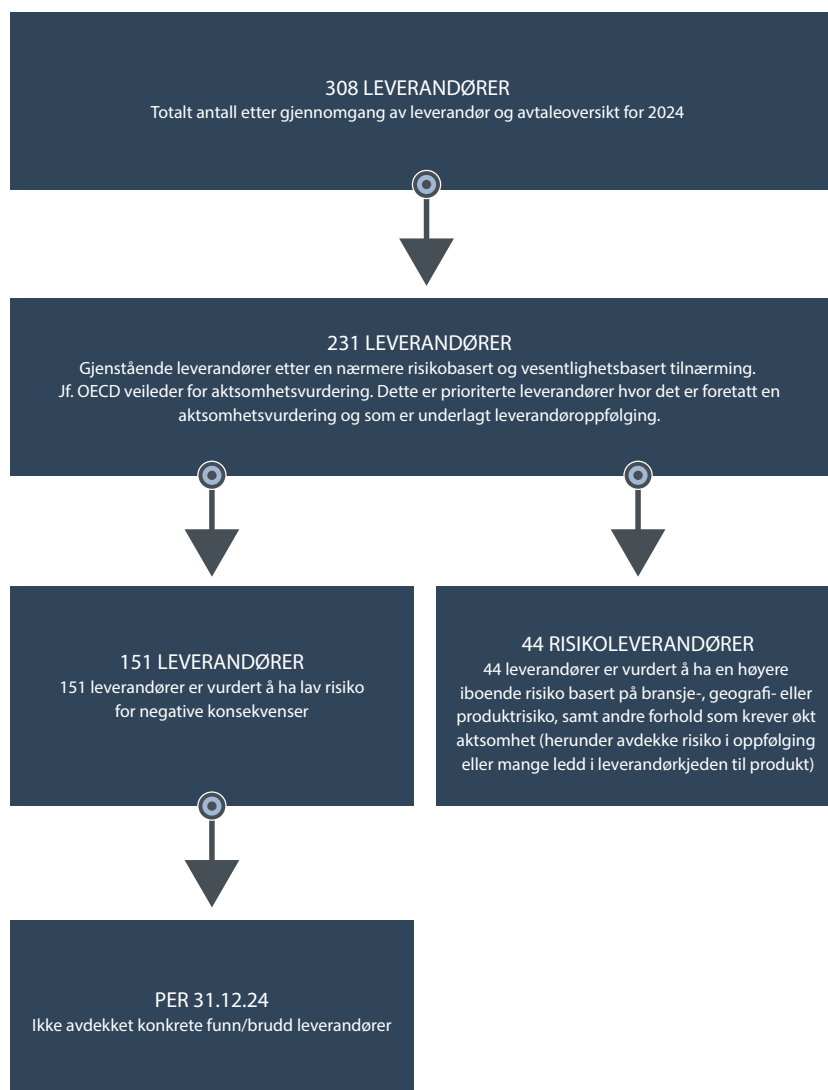 308 LEVERANDØRER
Totalt antall etter gjennomgang av leverandør og avtaleoversikt for 2024
231 LEVERANDØRER
Gjenstående leverandører etter en nærmere risikobasert og vesentlighetsbasert tilnærming.
Jf. OECD veileder for aktsomhetsvurdering. Dette er prioriterte leverandører hvor det er foretatt en
aktsomhetsvurdering og som er underlagt leverandøroppfølging.
151 LEVERANDØRER
151 leverandører er vurdert å ha lav risiko
for negative konsekvenser
44 RISIKOLEVERANDØRER
44 leverandører er vurdert å ha en høyere
iboende risiko basert på bransje-, geografi- eller
produktrisiko, samt andre forhold som krever økt
aktsomhet (herunder avdekke risiko i oppfølging
eller mange ledd i leverandørkjeden til produkt)
PER 31.12.24
Ikke avdekket konkrete funn/brudd leverandører